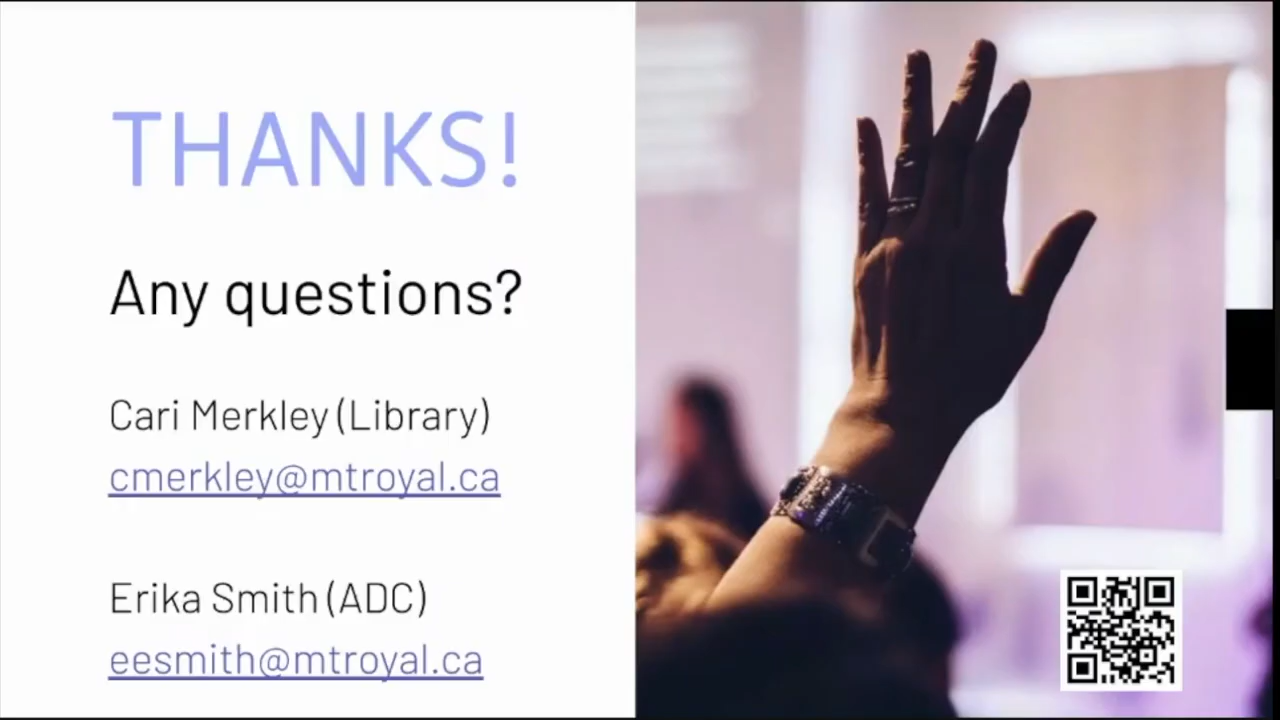 THANKS!
Any questions?
Cari Merkley (Library)
cmerkley@mtroyal.ca
Erika Smith (ADC)
eesmith@mtroyal.ca